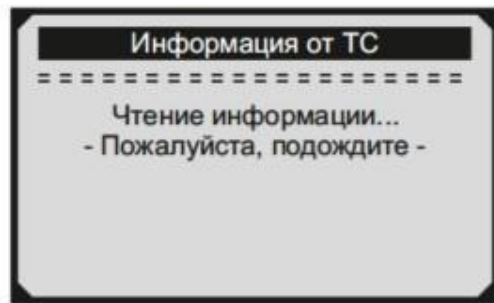 Информация от ТС
====================
Чтение информации...
- Пожалуйста, подождите -